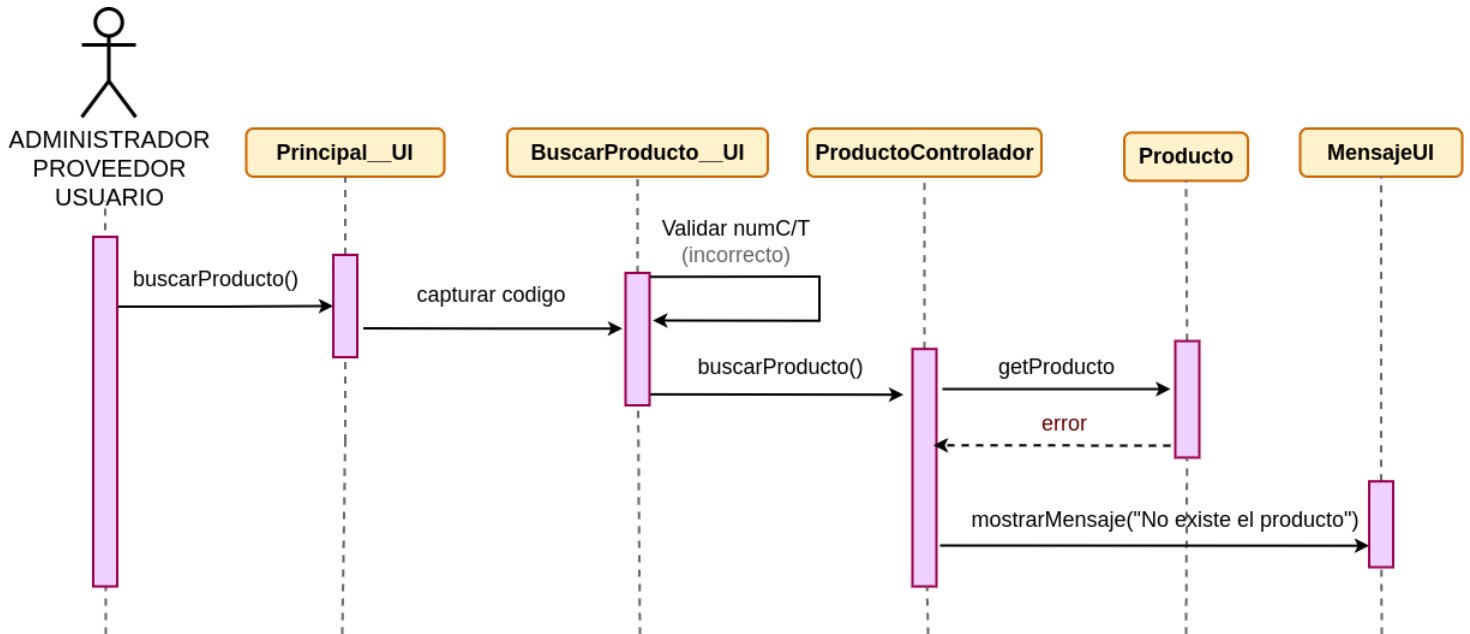 ADMINISTRADOR
PROVEEDOR
USUARIO
Principal__UI
BuscarProducto__UI
ProductoControlador
Producto
MensajeUI
Validar numC/T
(incorrecto)
buscarProducto()
capturar codigo
buscarProducto()
getProducto
error
mostrarMensaje("No existe el producto")